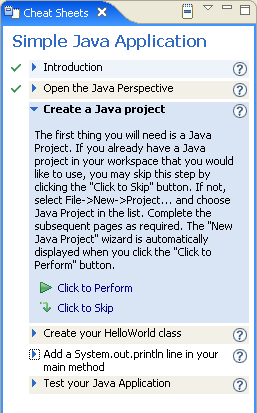 Cheat Sheets
Simple Java Application
Introduction
Open the Java Perspective
Create a Java project
The first thing you will need is a Java
Project. If you already have a Java
project in your workspace that you would
like to use, you may skip this step by
clicking the "Click to Skip" button. If not,
select File->New->Project... and choose
Java Project in the list. Complete the
subsequent pages as required. The "New
Java Project" wizard is automatically
displayed when you click the "Click to
Perform" button.
Click to Perform
Click to Skip
Create your HelloWorld class
Add a System.out.println line in your
main method
Test your Java Application